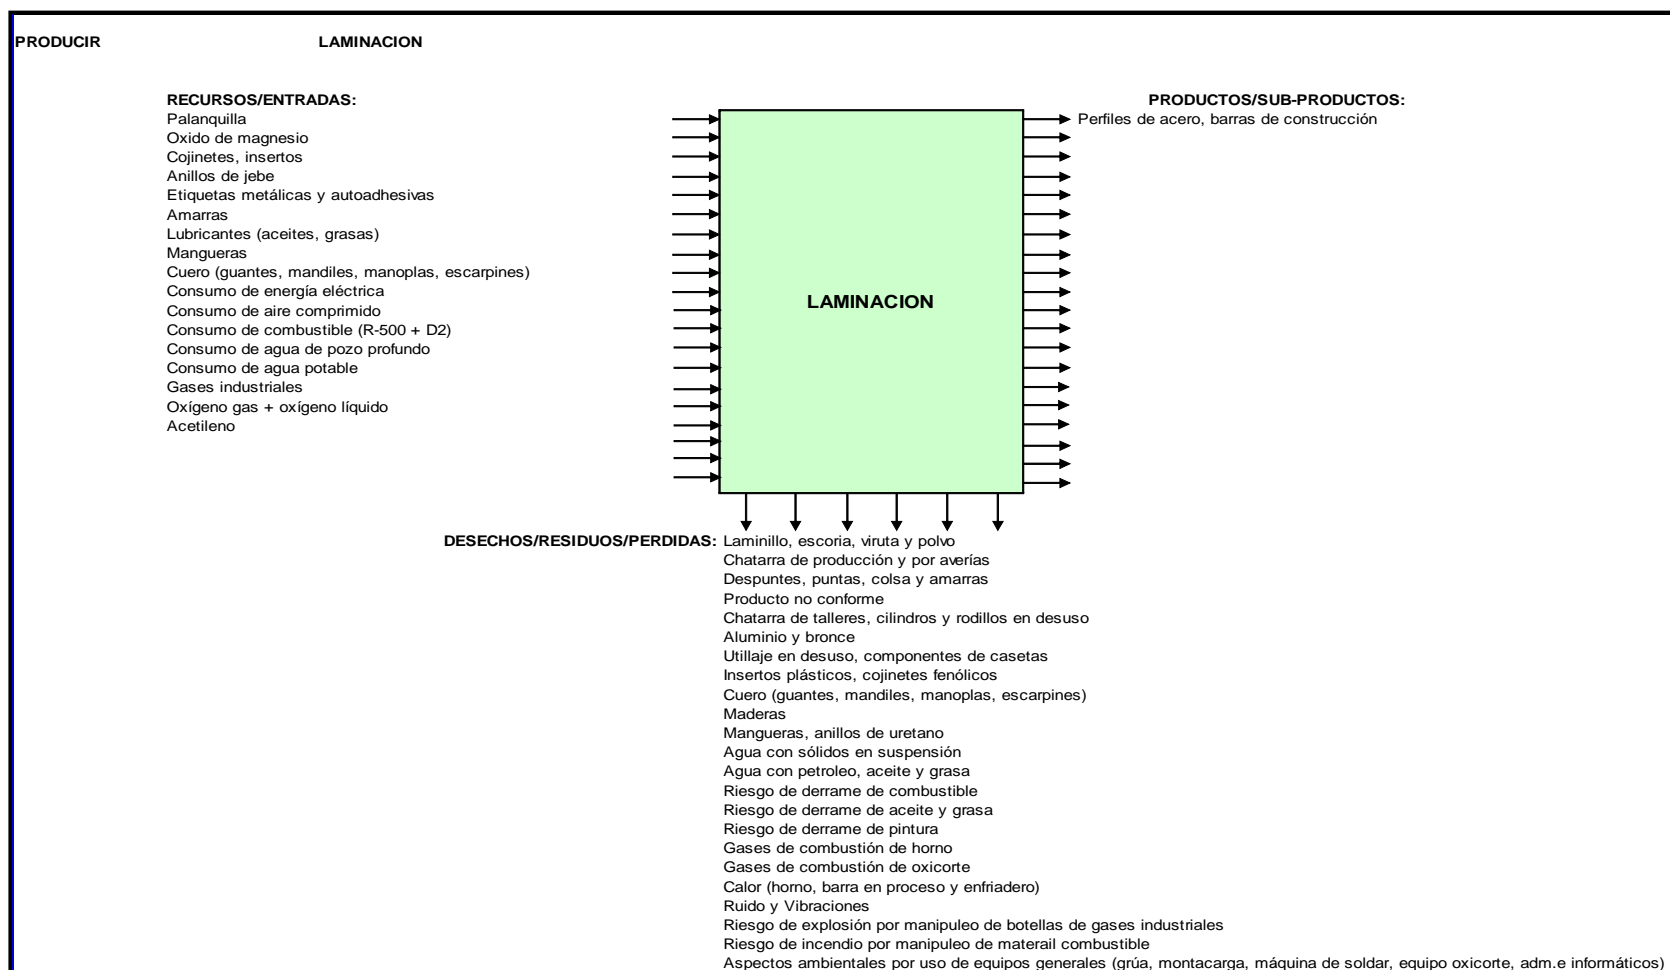 PRODUCIR LAMINACION
RECURSOS/ENTRADAS:
Palanquilla
Oxido de magnesio
Cojinetes, insertos
Anillos de jebe
Etiquetas metálicas y autoadhesivas
Amarras
Lubricantes (aceites, grasas)
Mangueras
Cuero (guantes, mandiles, manoplas, escarpines)
Consumo de energía eléctrica
Consumo de aire comprimido
Consumo de combustible (R-500 + D2)
Consumo de agua de pozo profundo
Consumo de agua potable
Gases industriales
Oxígeno gas + oxígeno líquido
Acetileno
LAMINACION
PRODUCTOS/SUB-PRODUCTOS:
Perfiles de acero, barras de construcción
DESECHOS/RESIDUOS/PERDIDAS: Laminillo, escoria, viruta y polvo
Chatarra de producción y por averías
Despuntes, puntas, colsa y amarras
Producto no conforme
Chatarra de talleres, cilindros y rodillos en desuso
Aluminio y bronce
Utillaje en desuso, componentes de casetas
Insertos plásticos, cojinetes fenólicos
Cuero (guantes, mandiles, manoplas, escarpines)
Maderas
Mangueras, anillos de uretano
Agua con sólidos en suspensión
Agua con petroleo, aceite y grasa
Riesgo de derrame de combustible
Riesgo de derrame de aceite y grasa
Riesgo de derrame de pintura
Gases de combustión de horno
Gases de combustión de oxicorte
Calor (horno, barra en proceso y enfriadero)
Ruido y Vibraciones
Riesgo de explosión por manipuleo de botellas de gases industriales
Riesgo de incendio por manipuleo de materail combustible
Aspectos ambientales por uso de equipos generales (grúa, montacarga, máquina de soldar, equipo oxicorte, adm.e informáticos)